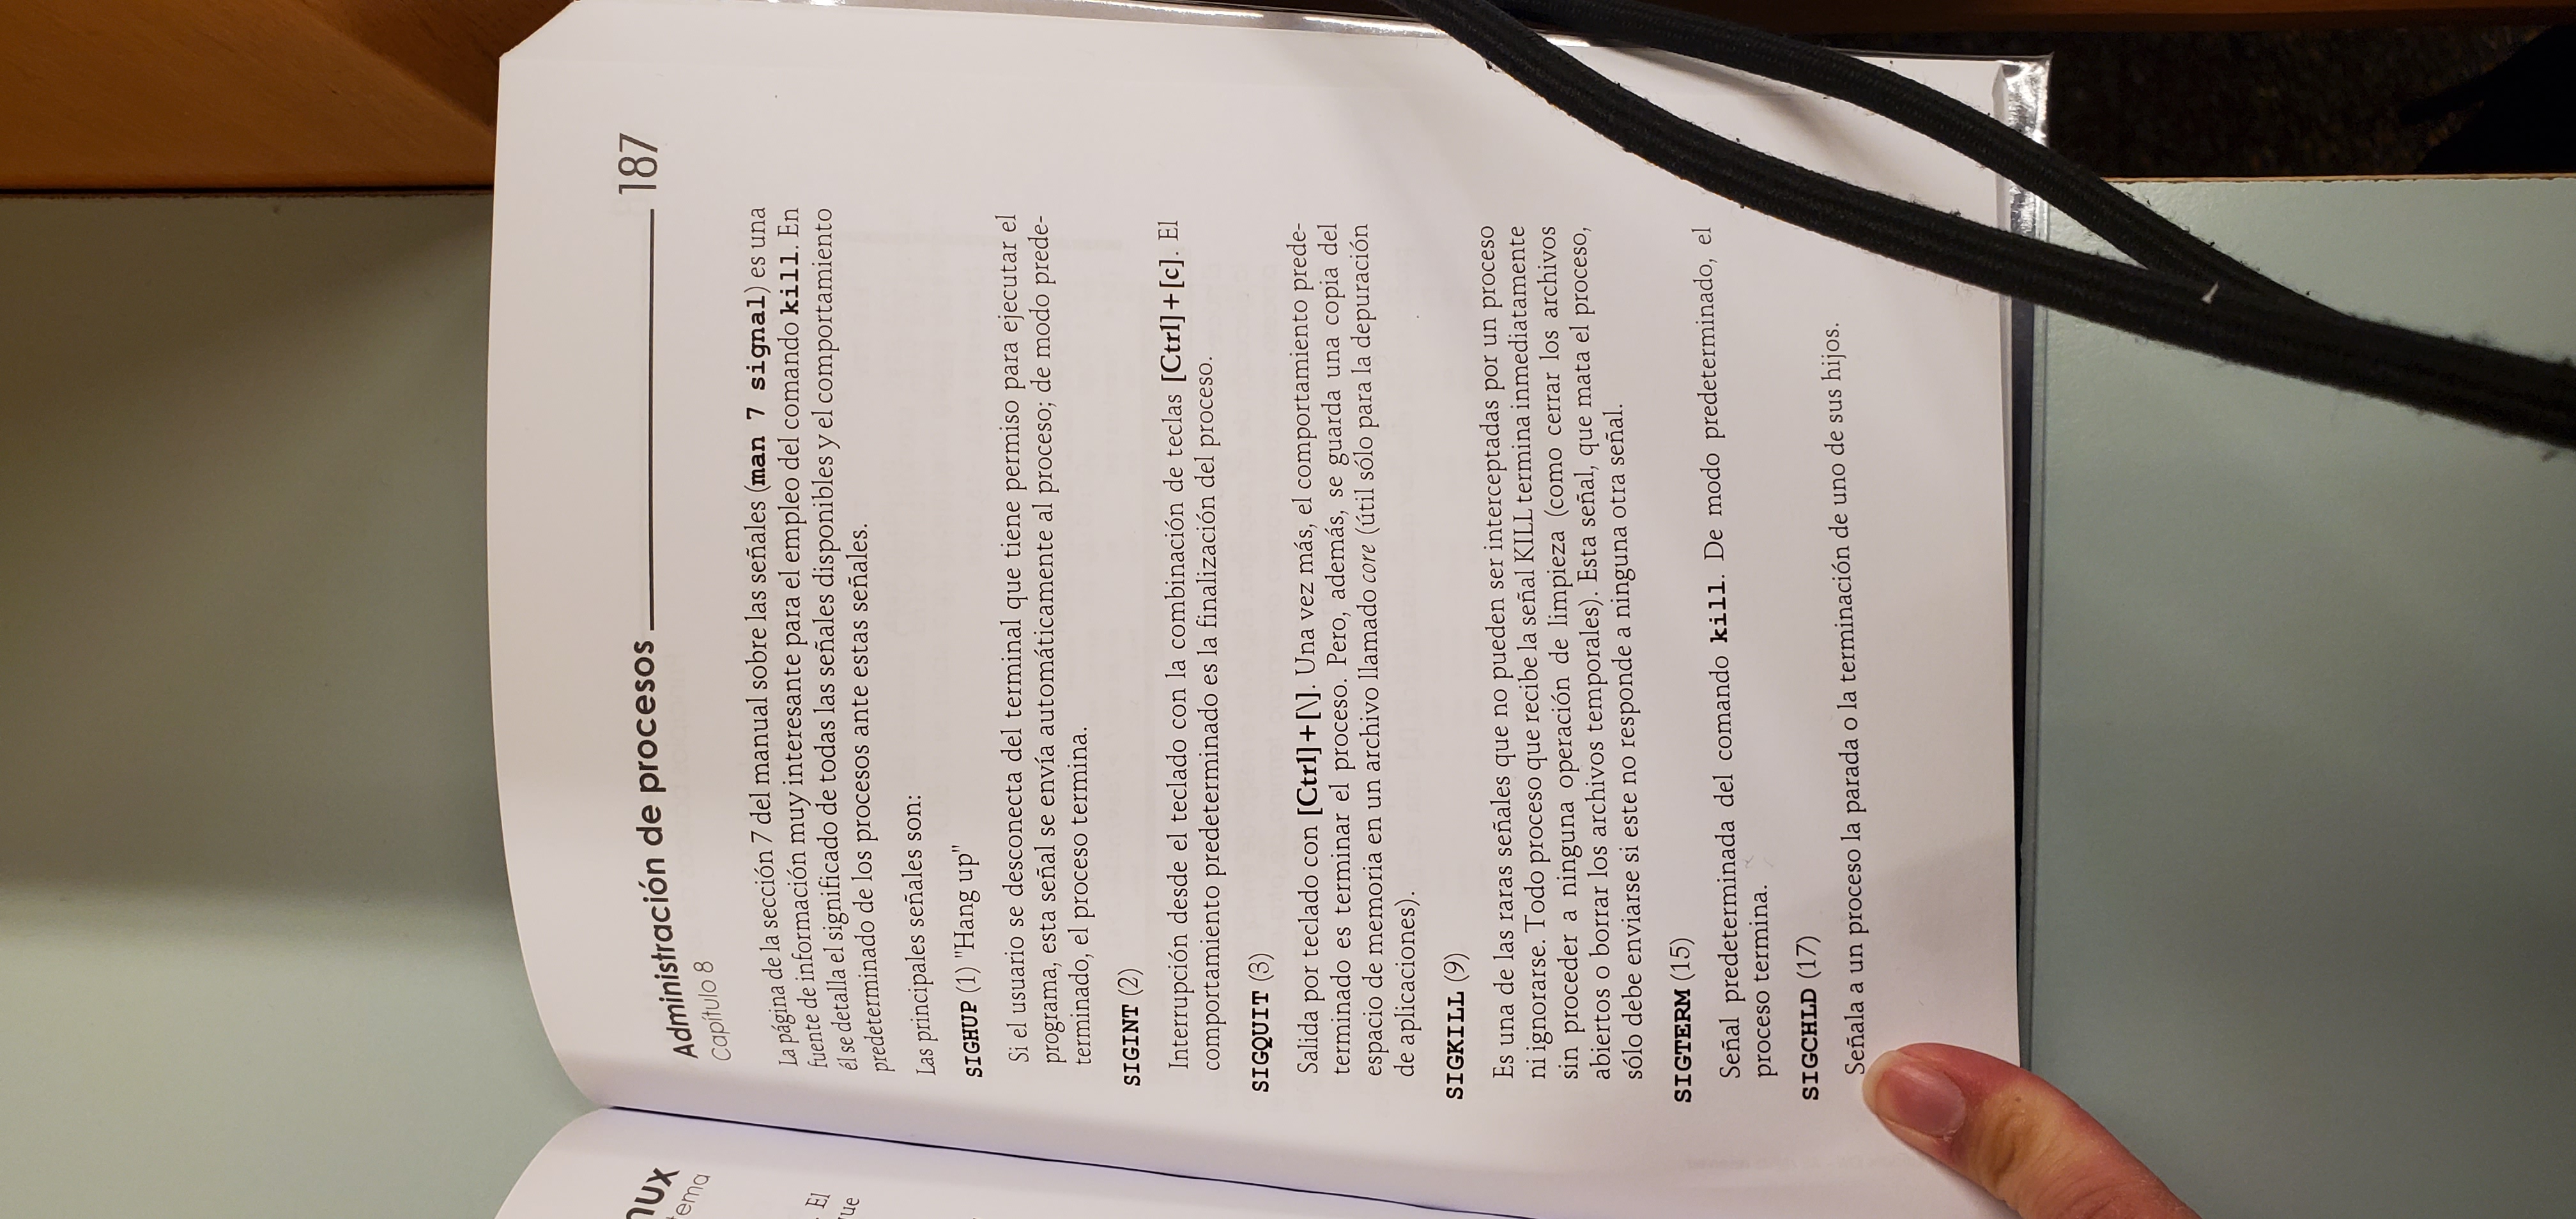 nux
tema
El
ue
Administración de procesos 187
Capítulo 8
La página de la sección 7 del manual sobre las señales (man 7 signal) es una
fuente de información muy interesante para el empleo del comando kill. En
él se detalla el significado de todas las señales disponibles y el comportamiento
predeterminado de los procesos ante estas señales.
Las principales señales son:
SIGHUP (1) "Hang up"
Si el usuario se desconecta del terminal que tiene permiso para ejecutar el
programa, esta señal se envía automáticamente al proceso; de modo prede-
terminado, el proceso termina.
SIGINT (2)
Interrupción desde el teclado con la combinación de teclas [Ctrl]+[c]. El
comportamiento predeterminado es la finalización del proceso.
SIGQUIT (3)
Salida por teclado con [Ctrl]+[\]. Una vez más, el comportamiento prede-
terminado es terminar el proceso. Pero, además, se guarda una copia del
espacio de memoria en un archivo llamado core (útil sólo para la depuración
de aplicaciones).
SIGKILL (9)
Es una de las raras señales que no pueden ser interceptadas por un proceso
ni ignorarse. Todo proceso que recibe la señal KILL termina inmediatamente
sin proceder a ninguna operación de limpieza (como cerrar los archivos
abiertos o borrar los archivos temporales). Esta señal, que mata el proceso,
sólo debe enviarse si este no responde a ninguna otra señal.
SIGTERM (15)
Señal predeterminada del comando kill. De modo predeterminado, el
proceso termina.
SIGCHLD (17)
Señala a un proceso la parada o la terminación de uno de sus hijos.